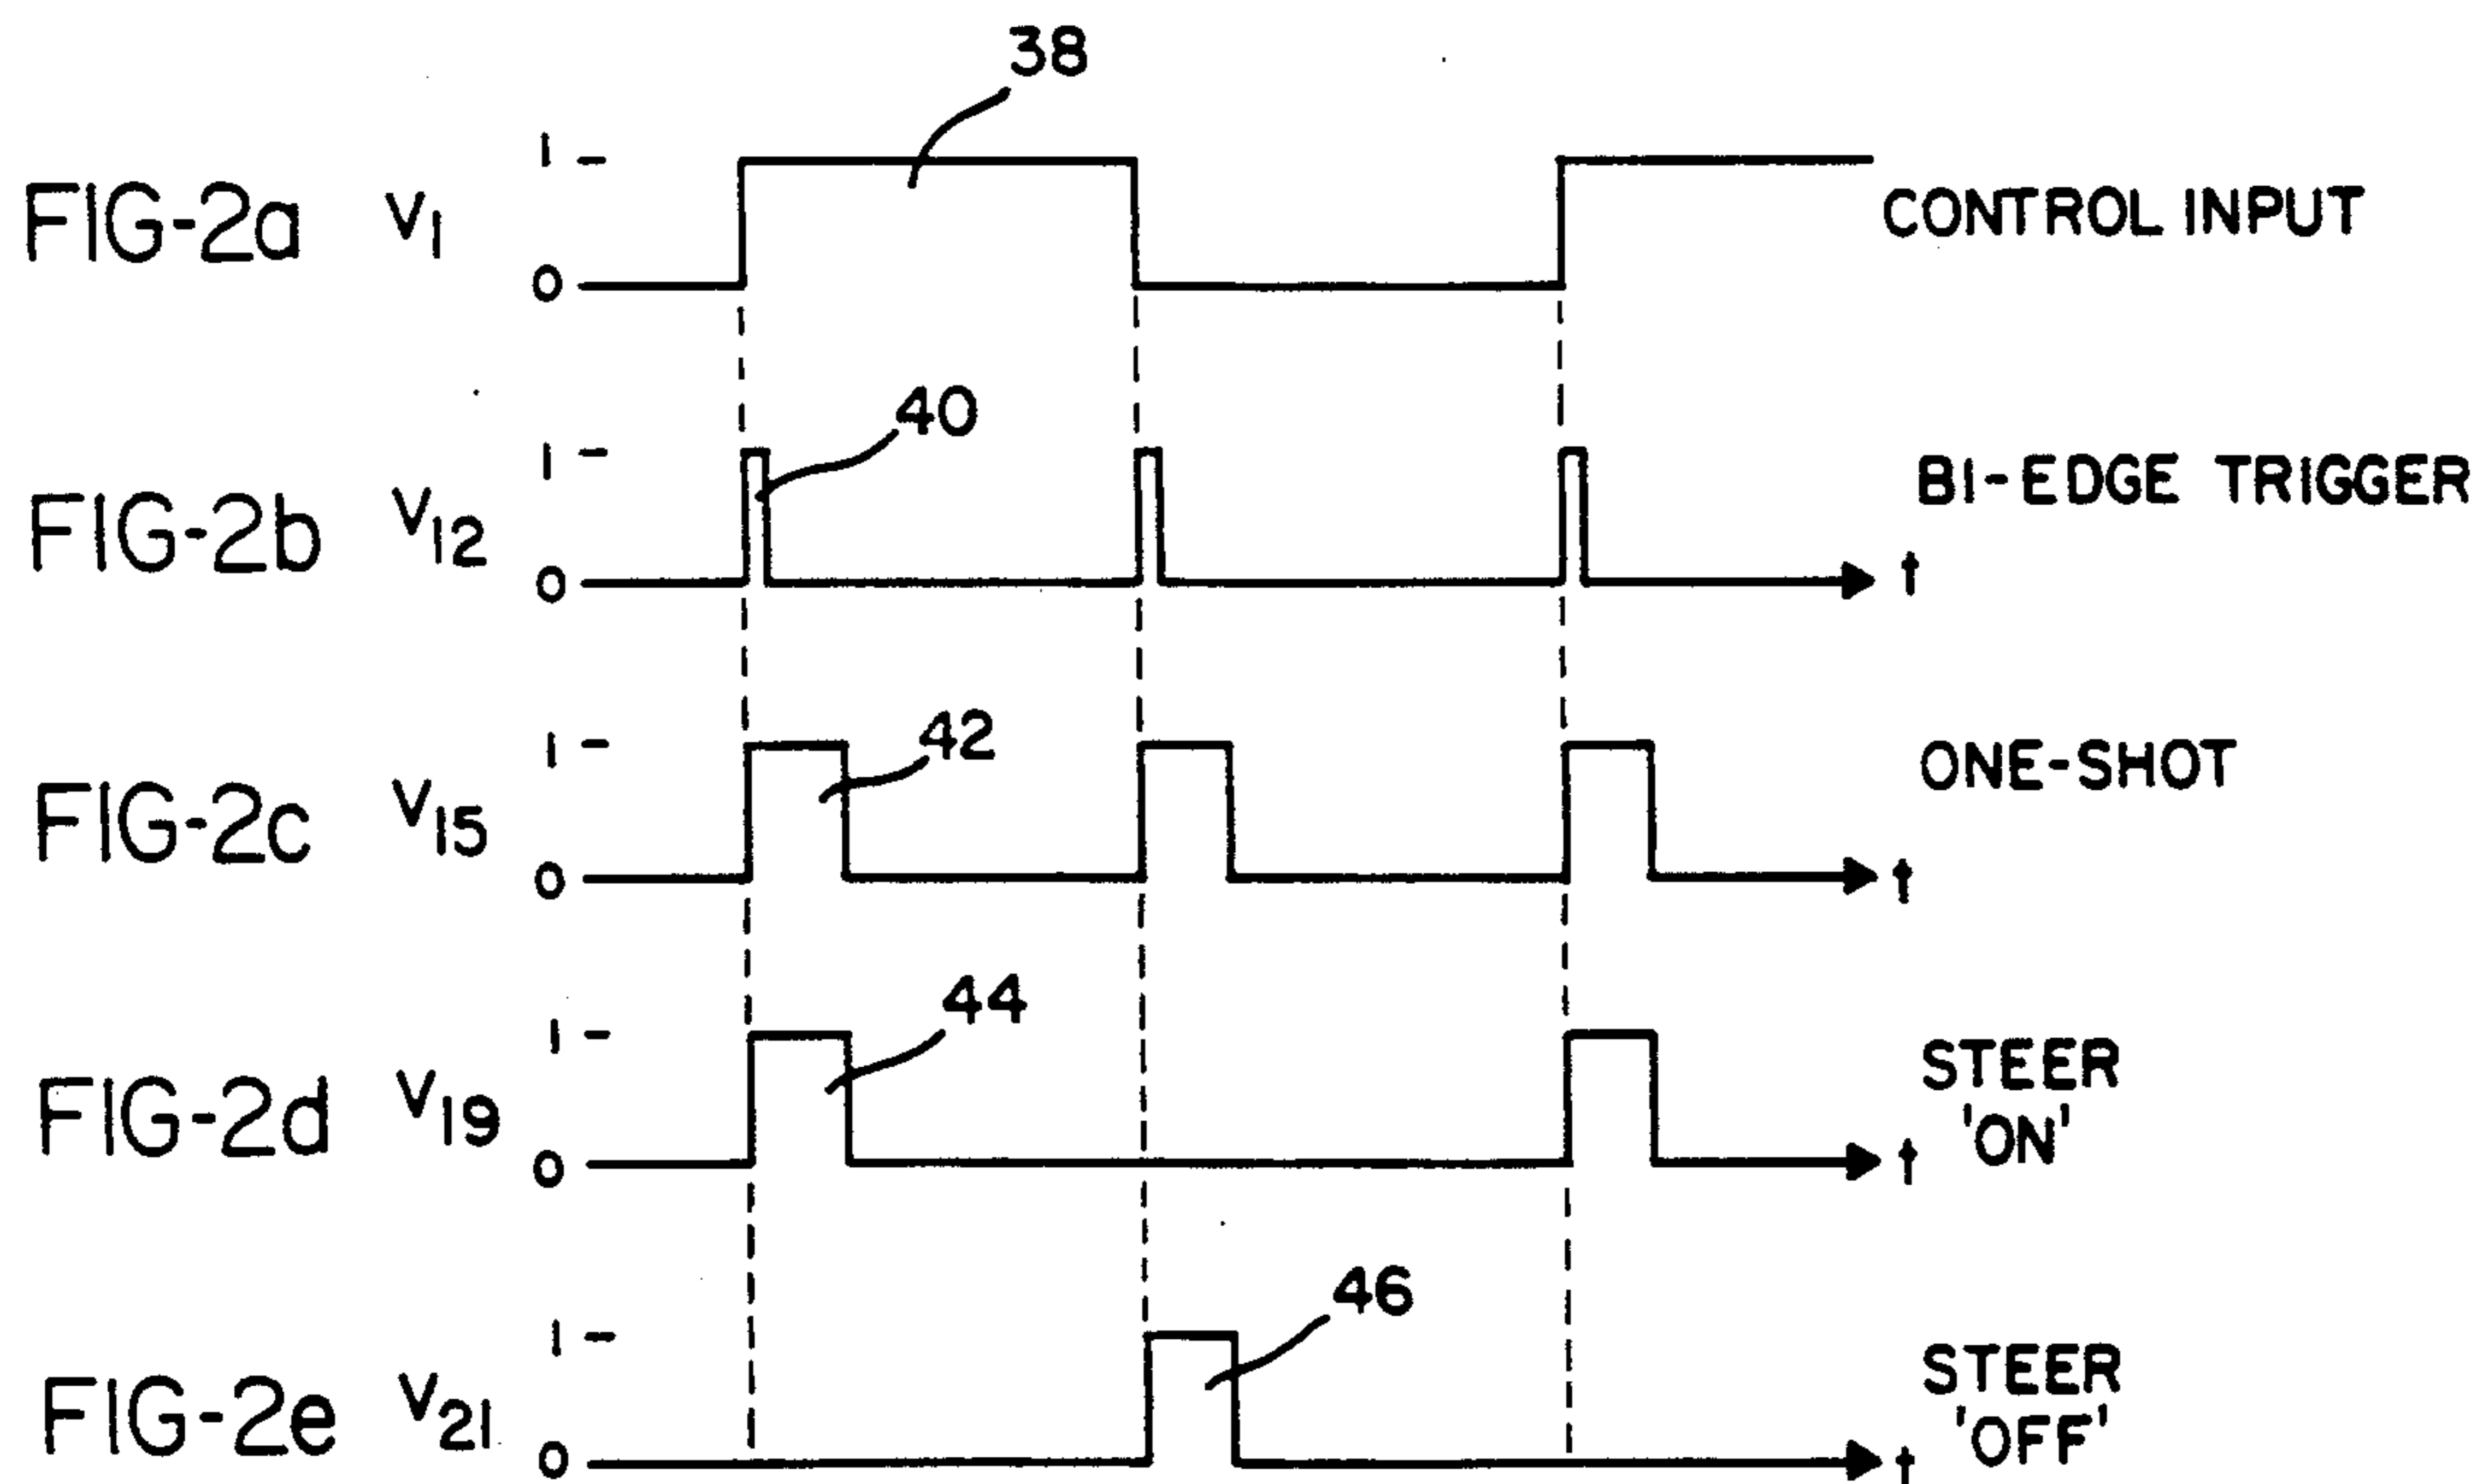 38
1
FIG-2a V1 CONTROL INPUT
0
40
1
FIG-2b V12 BI-EDGE TRIGGER
0 t
42
1
FIG-2c V15 ONE-SHOT
0 t
44
1
FIG-2d V19 STEER
'ON'
0 t
46
1
FIG-2e V21 STEER
'OFF'
0 t